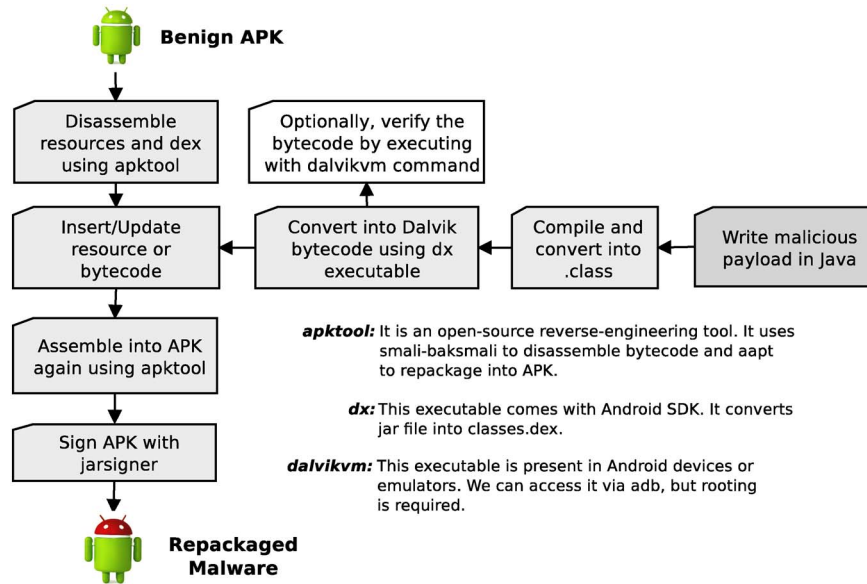 Benign APK
Disassemble
resources and dex
using apktool
Optionally, verify the
bytecode by executing
with dalvikvm command
Insert/Update
resource or
bytecode
Convert into Dalvik
bytecode using dx
executable
Compile and
convert into
.class
Write malicious
payload in Java
Assemble into APK
again using apktool
Sign APK with
jarsigner
Repackaged
Malware
apktool: It is an open-source reverse-engineering tool. It uses
smali-baksmali to disassemble bytecode and aapt
to repackage into APK.
dx: This executable comes with Android SDK. It converts
jar file into classes.dex.
dalvikvm: This executable is present in Android devices or
emulators. We can access it via adb, but rooting
is required.